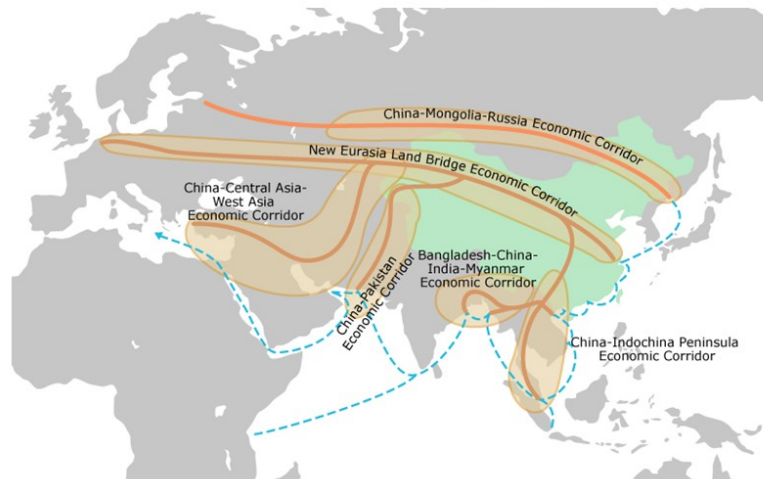 China-Mongolia-Russia Economic Corridor
New Eurasia Land Bridge Economic Corridor
China-Central Asia-
West Asia
Economic Corridor
China-Pakistan
Economic Corridor
Bangladesh-China-
India-Myanmar
Economic Corridor
China-Indochina Peninsula
Economic Corridor